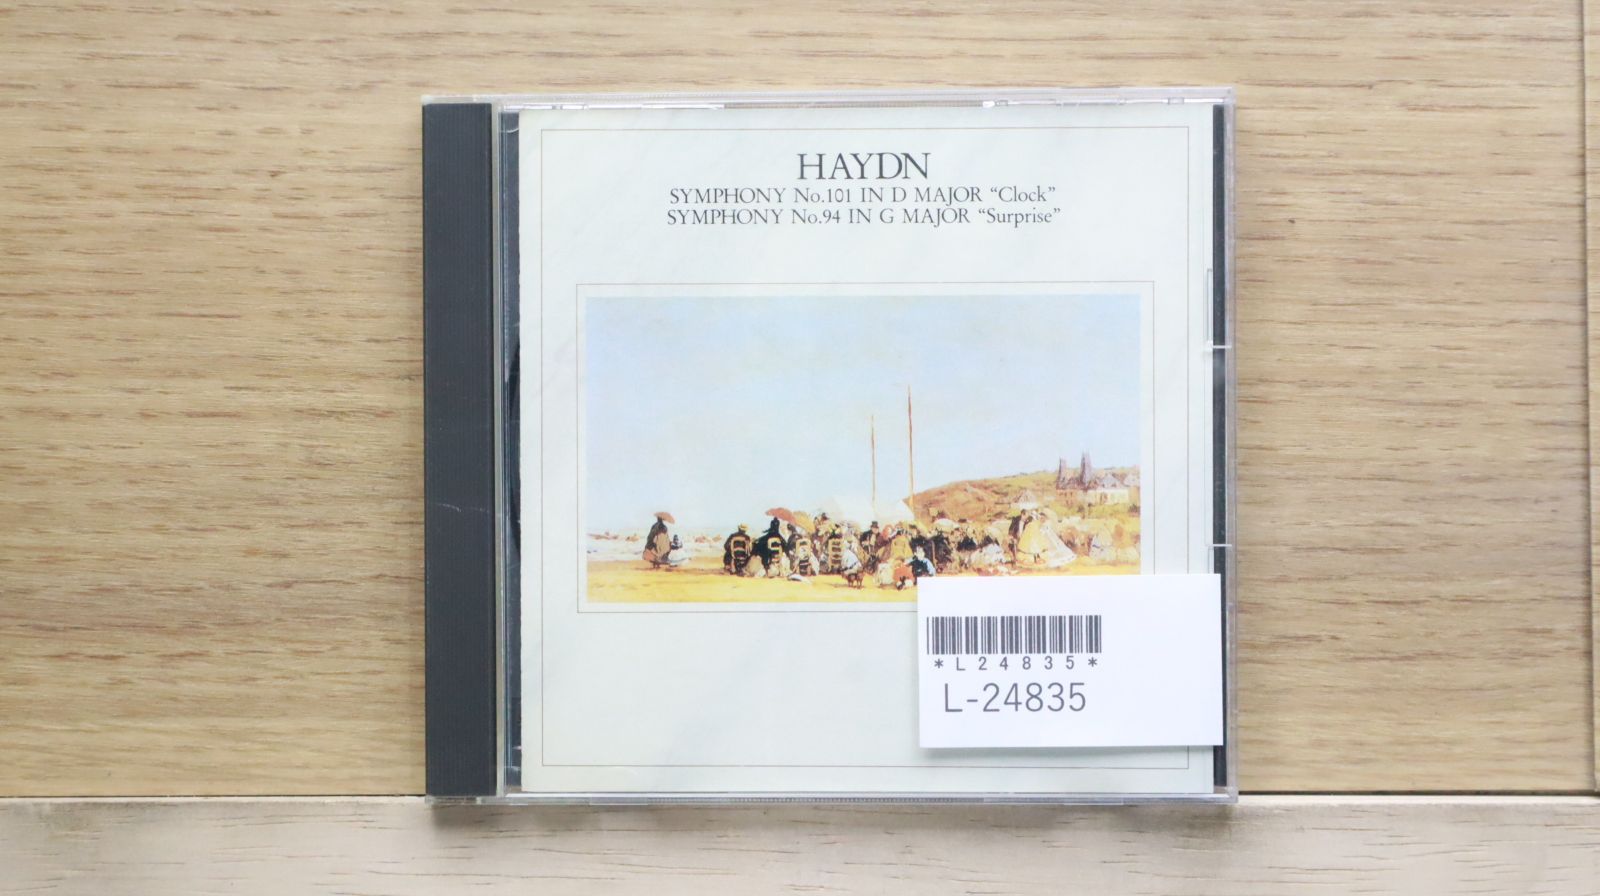 HAYDN
SYMPHONY No.101 IN D MAJOR “Clock”
SYMPHONY No.94 IN G MAJOR “Surprise”
*L24835*
L-24835